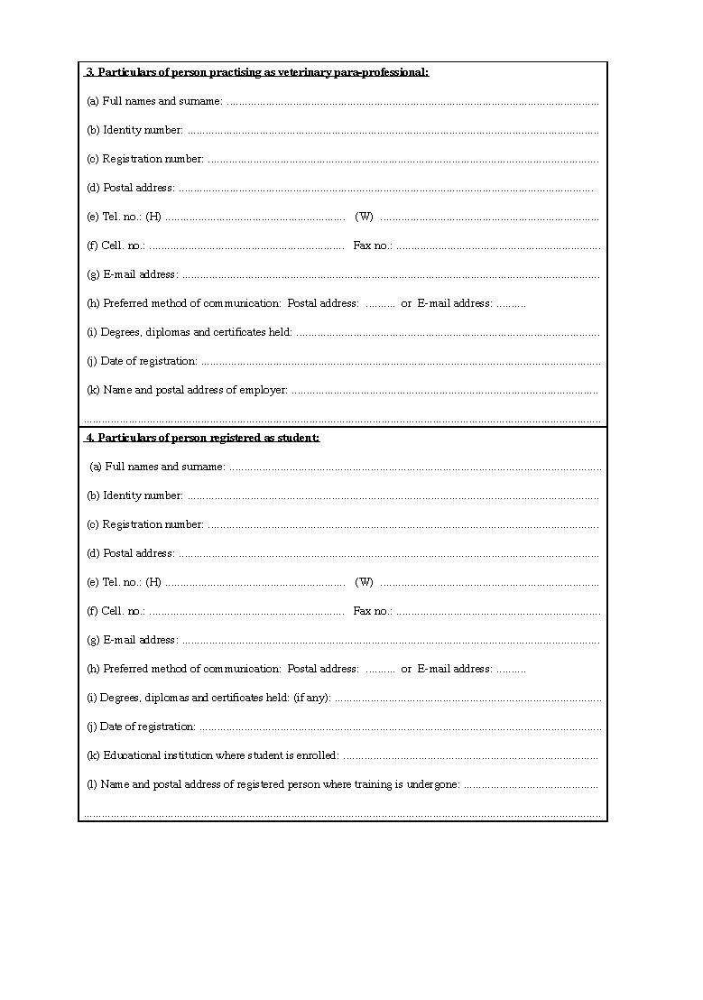 3. Particulars of person practising as veterinary para-professional:
(a) Full names and surname: ..............................................................................................................................
(b) Identity number: ...........................................................................................................................................
(c) Registration number: ....................................................................................................................................
(d) Postal address: ............................................................................................................................................
(e) Tel. no.: (H) ............................................................ (W) .........................................................................
(f) Cell. no.: ................................................................. Fax no.: ....................................................................
(g) E-mail address: ............................................................................................................................................
(h) Preferred method of communication: Postal address: .......... or E-mail address: ..........
(i) Degrees, diplomas and certificates held: .....................................................................................................
(j) Date of registration: .....................................................................................................................................
(k) Name and postal address of employer: ......................................................................................................
............................................................................................................................................................................
4. Particulars of person registered as student:
(a) Full names and surname: ............................................................................................................................
(b) Identity number: ...........................................................................................................................................
(c) Registration number: ....................................................................................................................................
(d) Postal address: ............................................................................................................................................
(e) Tel. no.: (H) ............................................................ (W) .........................................................................
(f) Cell. no.: ................................................................. Fax no.: ....................................................................
(g) E-mail address: ............................................................................................................................................
(h) Preferred method of communication: Postal address: .......... or E-mail address: ..........
(i) Degrees, diplomas and certificates held: (if any): .........................................................................................
(j) Date of registration: ......................................................................................................................................
(k) Educational institution where student is enrolled: .....................................................................................
(l) Name and postal address of registered person where training is undergone: .............................................
............................................................................................................................................................................